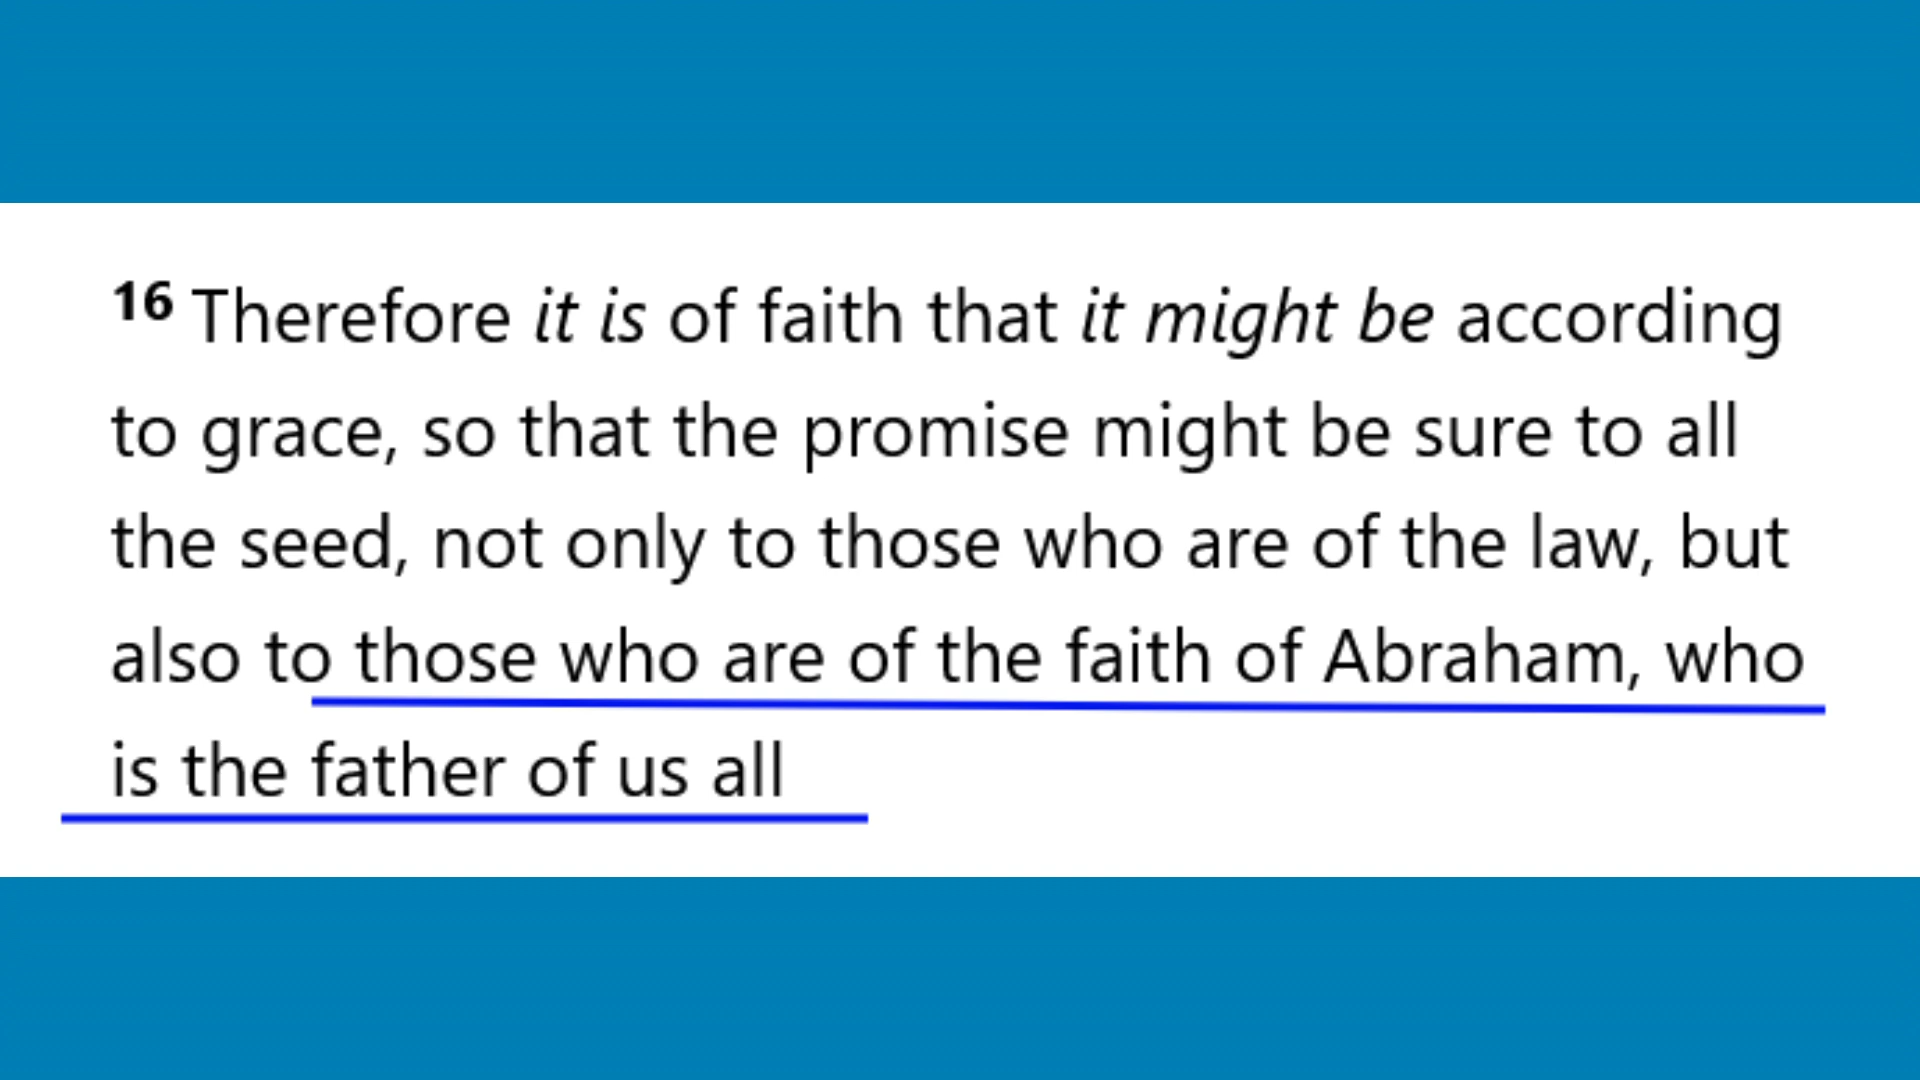 16 Therefore it is of faith that it might be according
to grace, so that the promise might be sure to all
the seed, not only to those who are of the law, but
also to those who are of the faith of Abraham, who
is the father of us all